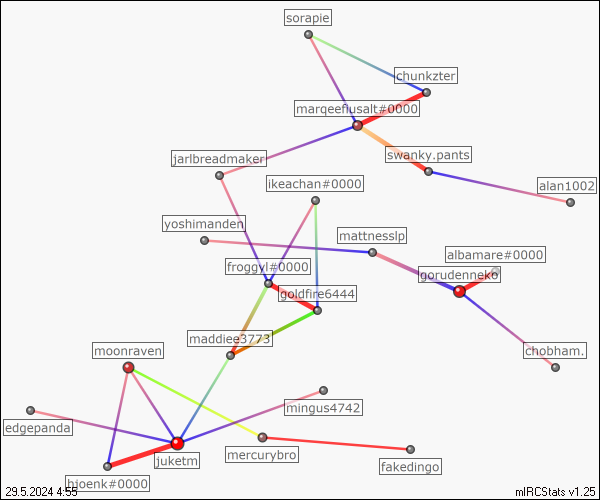 sorapie
chunkzter
marqeeflusalt#0000
swanky.pants
jarlbreadmaker
ikeachan#0000
alan1002
yoshimanden
mattnesslp
albamare#0000
froggyl#0000
gorudenneko
goldfire6444
maddiee3773
moonraven
chobham.
mingus4742
edgepanda
juketm
mercurybro
fakedingo
hjoenk#0000
29.5.2024 4:55
mIRCStats v1.25